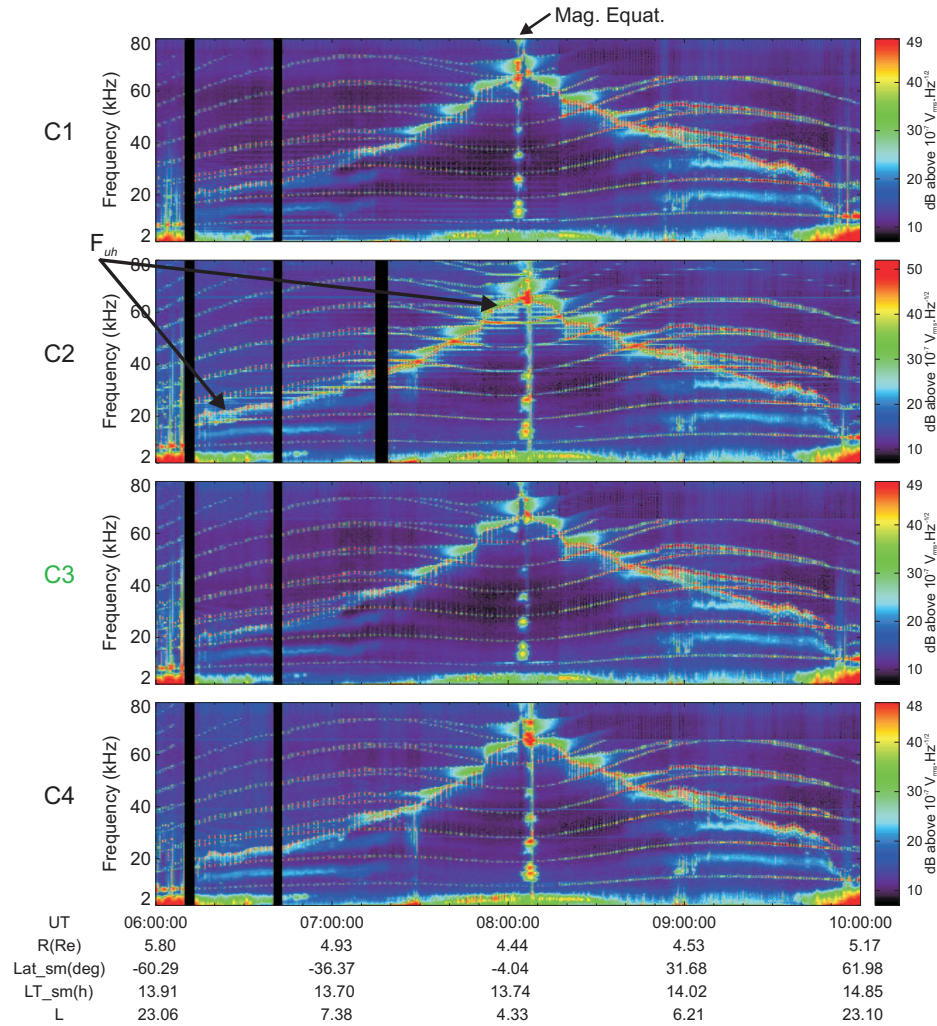 Mag. Equat.
C1
Frequency (kHz)
80
60
40
20
2
49
40
30
20
10
dB above 10⁻⁷ Vrms.Hz⁻¹/²
Fuh
C2
Frequency (kHz)
80
60
40
20
2
50
40
30
20
10
dB above 10⁻⁷ Vrms.Hz⁻¹/²
C3
Frequency (kHz)
80
60
40
20
2
49
40
30
20
10
dB above 10⁻⁷ Vrms.Hz⁻¹/²
C4
Frequency (kHz)
80
60
40
20
2
48
40
30
20
10
dB above 10⁻⁷ Vrms.Hz⁻¹/²
UT 06:00:00 07:00:00 08:00:00 09:00:00 10:00:00
R(Re) 5.80 4.93 4.44 4.53 5.17
Lat_sm(deg) -60.29 -36.37 -4.04 31.68 61.98
LT_sm(h) 13.91 13.70 13.74 14.02 14.85
L 23.06 7.38 4.33 6.21 23.10